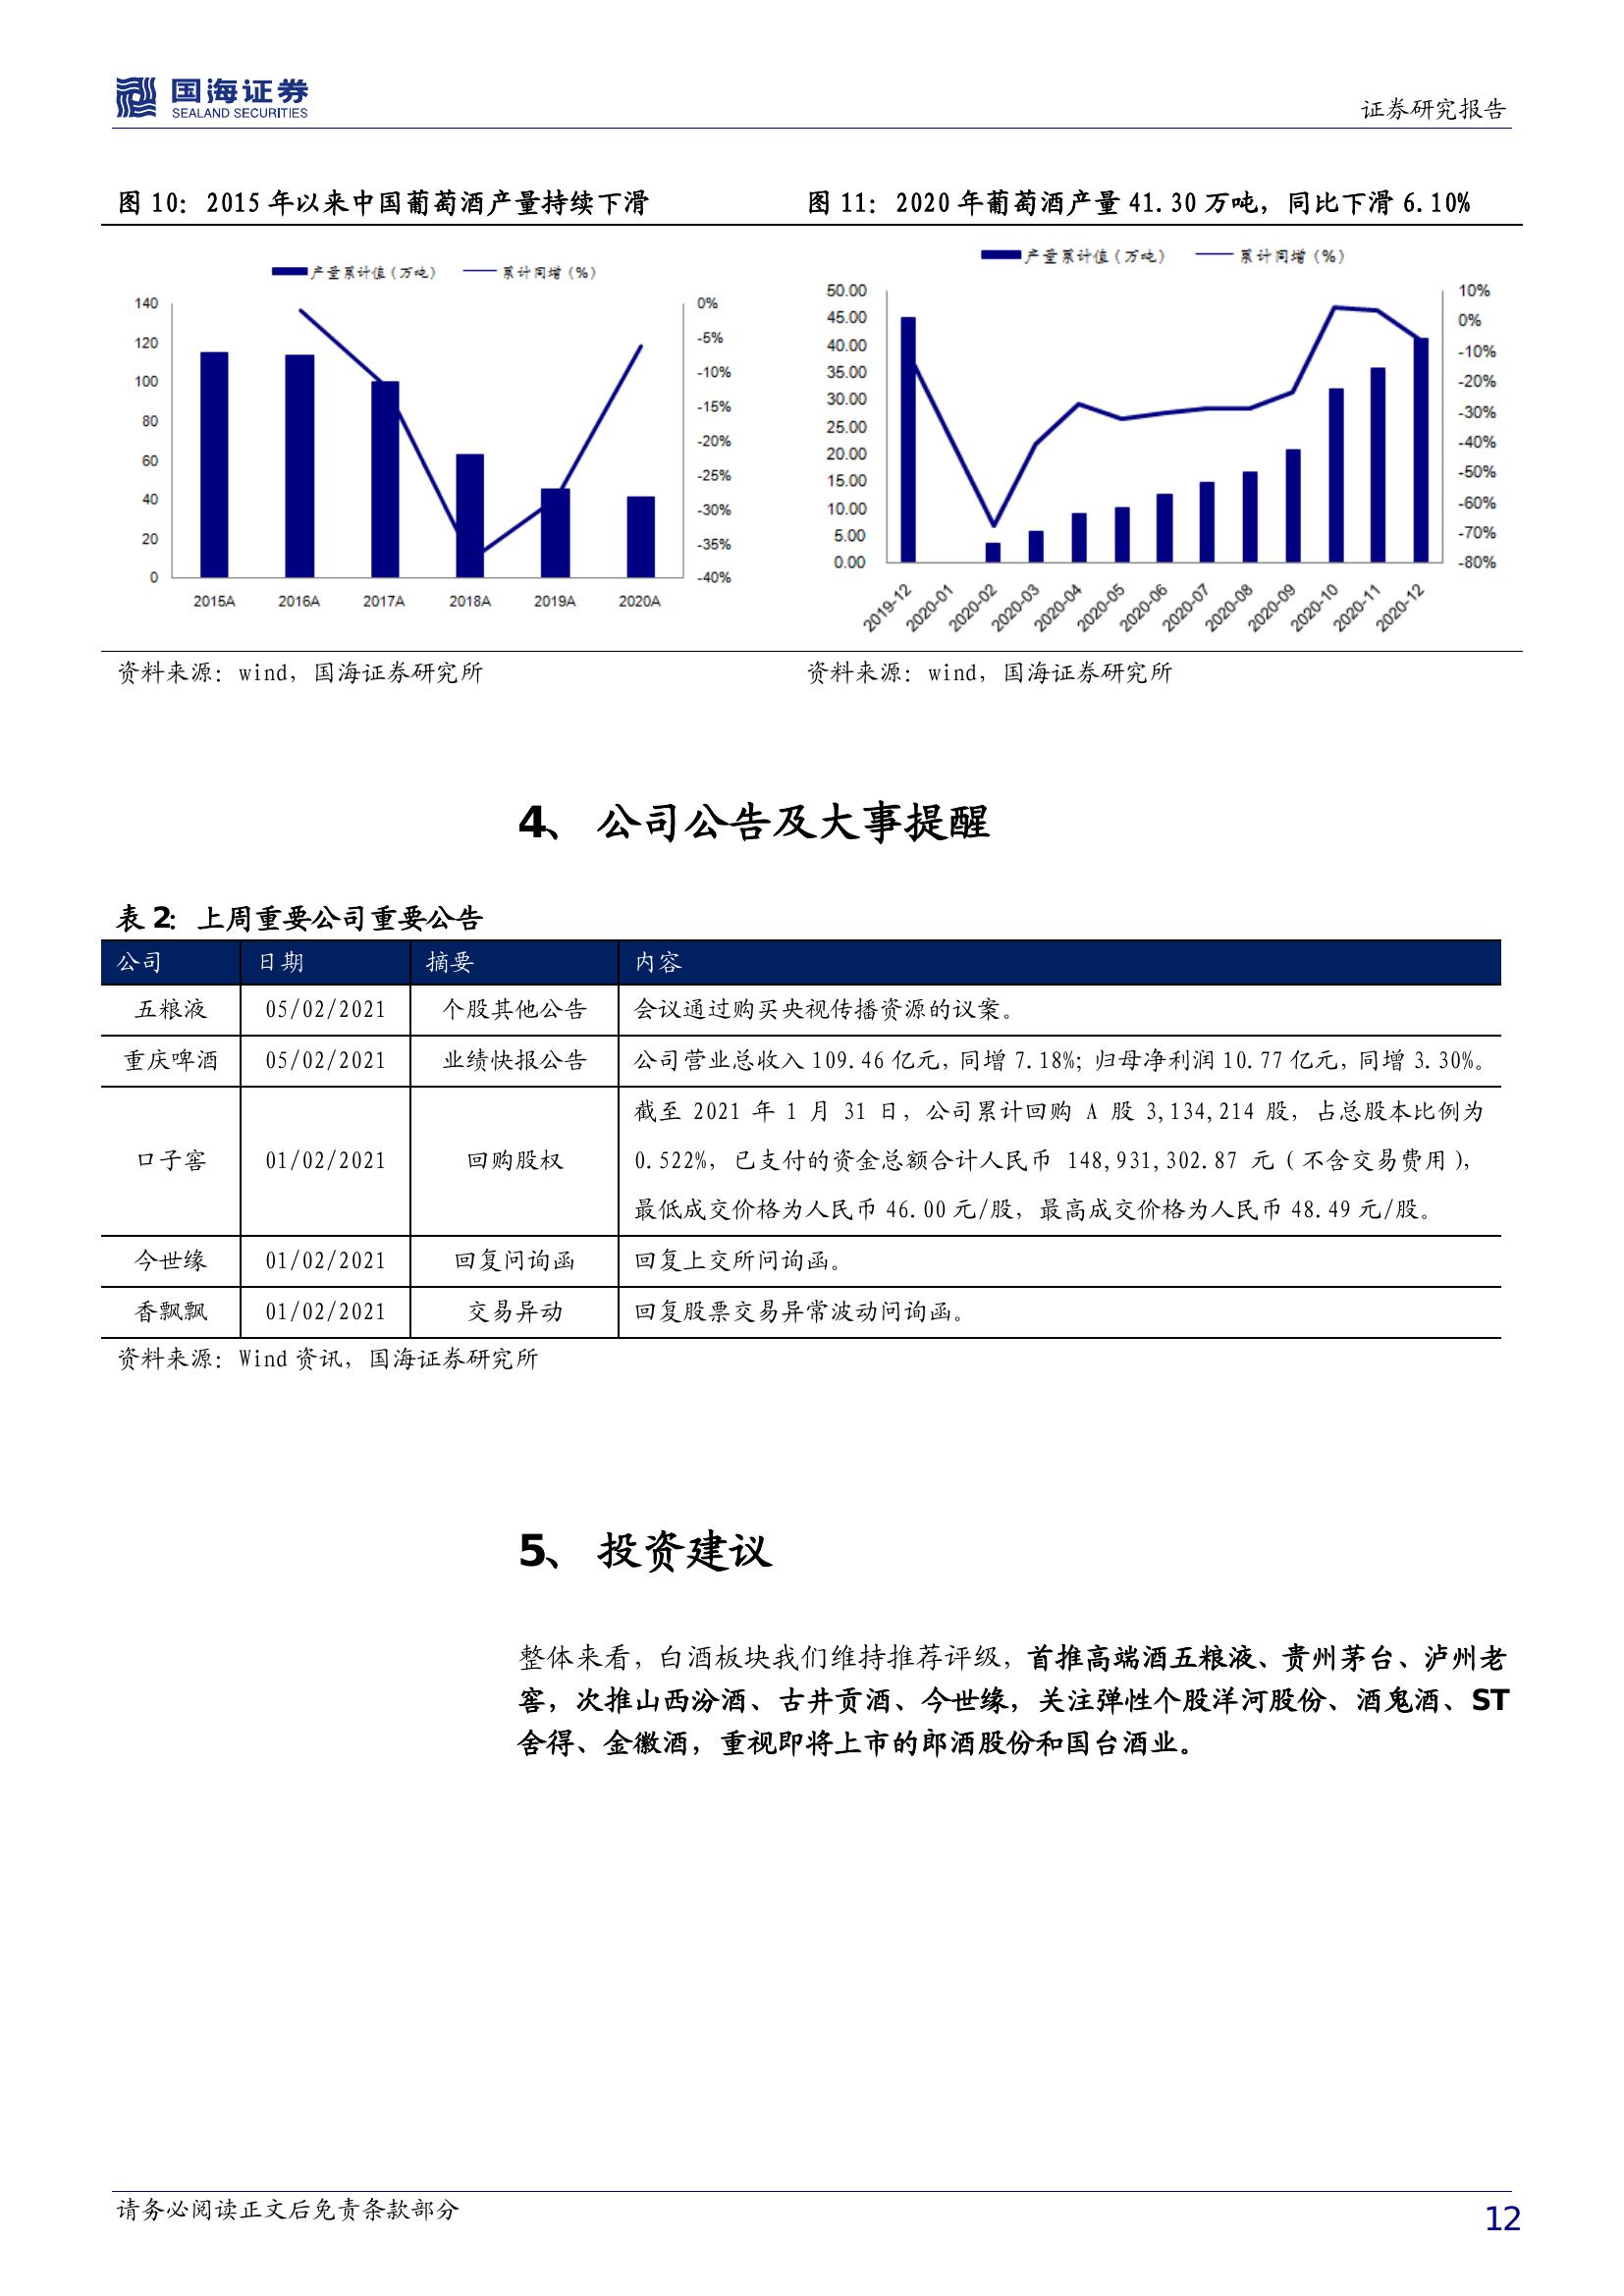 国海证券
SEALAND SECURITIES
证券研究报告
图 10：2015 年以来中国葡萄酒产量持续下滑
产量累计值（万吨）
累计同增（%）
140
120
100
80
60
40
20
0
0%
-5%
-10%
-15%
-20%
-25%
-30%
-35%
-40%
2015A
2016A
2017A
2018A
2019A
2020A
资料来源：wind，国海证券研究所
图 11：2020 年葡萄酒产量 41.30 万吨，同比下滑 6.10%
产量累计值（万吨）
累计同增（%）
50.00
45.00
40.00
35.00
30.00
25.00
20.00
15.00
10.00
5.00
0.00
10%
0%
-10%
-20%
-30%
-40%
-50%
-60%
-70%
-80%
2019-12
2020-01
2020-02
2020-03
2020-04
2020-05
2020-06
2020-07
2020-08
2020-09
2020-10
2020-11
2020-12
资料来源：wind，国海证券研究所
4、 公司公告及大事提醒
表 2：上周重要公司重要公告
公司 日期 摘要 内容
五粮液 05/02/2021 个股其他公告 会议通过购买央视传播资源的议案。
重庆啤酒 05/02/2021 业绩快报公告 公司营业总收入 109.46 亿元，同增 7.18%；归母净利润 10.77 亿元，同增 3.30%。
口子窖 01/02/2021 回购股权 截至 2021 年 1 月 31 日，公司累计回购 A 股 3,134,214 股，占总股本比例为
0.522%，已支付的资金总额合计人民币 148,931,302.87 元（不含交易费用），
最低成交价格为人民币 46.00 元/股，最高成交价格为人民币 48.49 元/股。
今世缘 01/02/2021 回复问询函 回复上交所问询函。
香飘飘 01/02/2021 交易异动 回复股票交易异常波动问询函。
资料来源：Wind 资讯，国海证券研究所
5、 投资建议
整体来看，白酒板块我们维持推荐评级，首推高端酒五粮液、贵州茅台、泸州老
窖，次推山西汾酒、古井贡酒、今世缘，关注弹性个股洋河股份、酒鬼酒、ST
舍得、金徽酒，重视即将上市的郎酒股份和国台酒业。
请务必阅读正文后免责条款部分
12